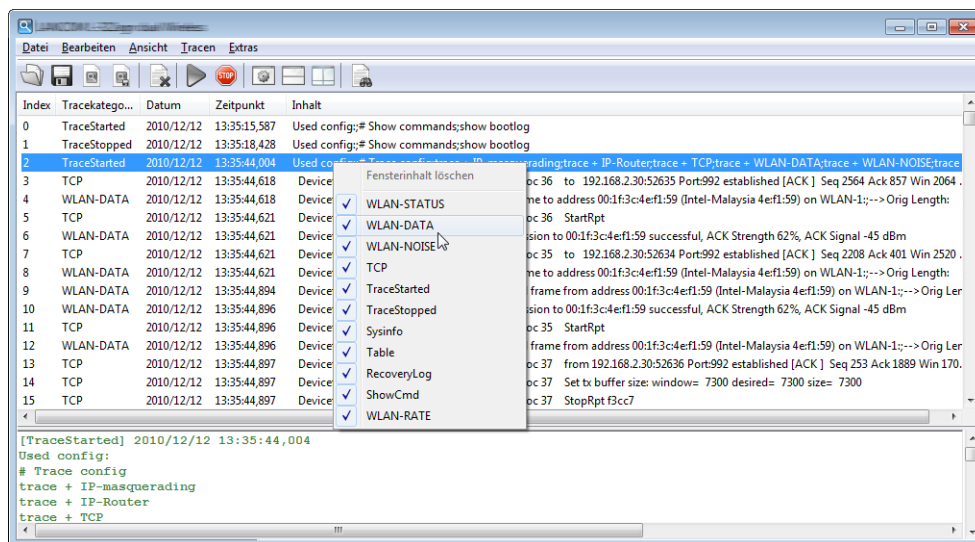 Datei Bearbeiten Ansicht Tracen Extras
STOP
Index Tracekatego... Datum Zeitpunkt Inhalt
0 TraceStarted 2010/12/12 13:35:15,587 Used config:;# Show commands;show bootlog
1 TraceStopped 2010/12/12 13:35:18,428 Used config:;# Show commands;show bootlog
2 TraceStarted 2010/12/12 13:35:44,004 Used config:;# Trace config;trace + IP-masquerading;trace + IP-Router;trace + TCP;trace + WLAN-DATA;trace + WLAN-NOISE;trace
3 TCP 2010/12/12 13:35:44,618 Device oc 36 to 192.168.2.30:52635 Port:992 established [ACK ] Seq 2564 Ack 857 Win 2064 .
4 WLAN-DATA 2010/12/12 13:35:44,618 Device me to address 00:1f:3c:4e:f1:59 (Intel-Malaysia 4e:f1:59) on WLAN-1:;-->Orig Length:
5 TCP 2010/12/12 13:35:44,621 Device oc 36 StartRpt
6 WLAN-DATA 2010/12/12 13:35:44,621 Device ssion to 00:1f:3c:4e:f1:59 successful, ACK Strength 62%, ACK Signal -45 dBm
7 TCP 2010/12/12 13:35:44,621 Device oc 35 to 192.168.2.30:52634 Port:992 established [ACK ] Seq 2208 Ack 401 Win 2520 .
8 WLAN-DATA 2010/12/12 13:35:44,621 Device me to address 00:1f:3c:4e:f1:59 (Intel-Malaysia 4e:f1:59) on WLAN-1:;-->Orig Length:
9 WLAN-DATA 2010/12/12 13:35:44,894 Device frame from address 00:1f:3c:4e:f1:59 (Intel-Malaysia 4e:f1:59) on WLAN-1:;-->Orig Ler
10 WLAN-DATA 2010/12/12 13:35:44,896 Device ssion to 00:1f:3c:4e:f1:59 successful, ACK Strength 62%, ACK Signal -45 dBm
11 TCP 2010/12/12 13:35:44,896 Device oc 35 StartRpt
12 WLAN-DATA 2010/12/12 13:35:44,896 Device frame from address 00:1f:3c:4e:f1:59 (Intel-Malaysia 4e:f1:59) on WLAN-1:;-->Orig Ler
13 TCP 2010/12/12 13:35:44,897 Device oc 37 from 192.168.2.30:52636 Port:992 established [ACK ] Seq 253 Ack 1889 Win 170.
14 TCP 2010/12/12 13:35:44,897 Device oc 37 Set tx buffer size: window= 7300 desired= 7300 size= 7300
15 TCP 2010/12/12 13:35:44,897 Device oc 37 StopRpt f3cc7
Fensterinhalt löschen
WLAN-STATUS
WLAN-DATA
WLAN-NOISE
TCP
TraceStarted
TraceStopped
Sysinfo
Table
RecoveryLog
ShowCmd
WLAN-RATE
[TraceStarted] 2010/12/12 13:35:44,004
Used config:
# Trace config
trace + IP-masquerading
trace + IP-Router
trace + TCP